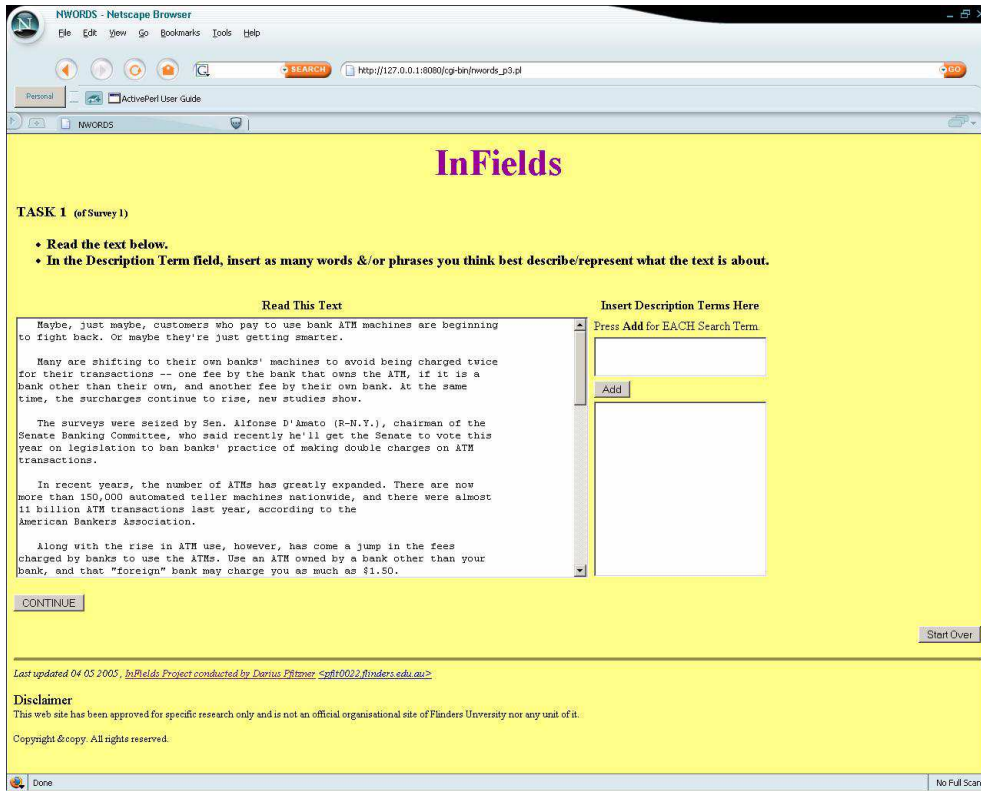 NWORDS - Netscape Browser
File Edit View Go Bookmarks Tools Help
SEARCH http://127.0.0.1:8080/cgi-bin/nwords_p3.pl GO
Personal ActivePerl User Guide
NWORDS
InFields
TASK 1 (of Survey 1)
• Read the text below.
• In the Description Term field, insert as many words &/or phrases you think best describe/represent what the text is about.
Read This Text
Maybe, just maybe, customers who pay to use bank ATM machines are beginning
to fight back. Or maybe they're just getting smarter.
Many are shifting to their own banks' machines to avoid being charged twice
for their transactions -- one fee by the bank that owns the ATM, if it is a
bank other than their own, and another fee by their own bank. At the same
time, the surcharges continue to rise, new studies show.
The surveys were seized by Sen. Alfonse D'Amato (R-N.Y.), chairman of the
Senate Banking Committee, who said recently he'll get the Senate to vote this
year on legislation to ban banks' practice of making double charges on ATM
transactions.
In recent years, the number of ATMs has greatly expanded. There are now
more than 150,000 automated teller machines nationwide, and there were almost
11 billion ATM transactions last year, according to the
American Bankers Association.
Along with the rise in ATM use, however, has come a jump in the fees
charged by banks to use the ATMs. Use an ATM owned by a bank other than your
bank, and that "foreign" bank may charge you as much as $1.50.
Insert Description Terms Here
Press Add for EACH Search Term.
Add
CONTINUE
Start Over
Last updated 04 05 2005 , InFields Project conducted by Darius Pfitzner <pfit0022,flinders.edu.au>
Disclaimer
This web site has been approved for specific research only and is not an official organisational site of Flinders Unversity nor any unit of it.
Copyright &copy. All rights reserved.
Done
No Full Scan